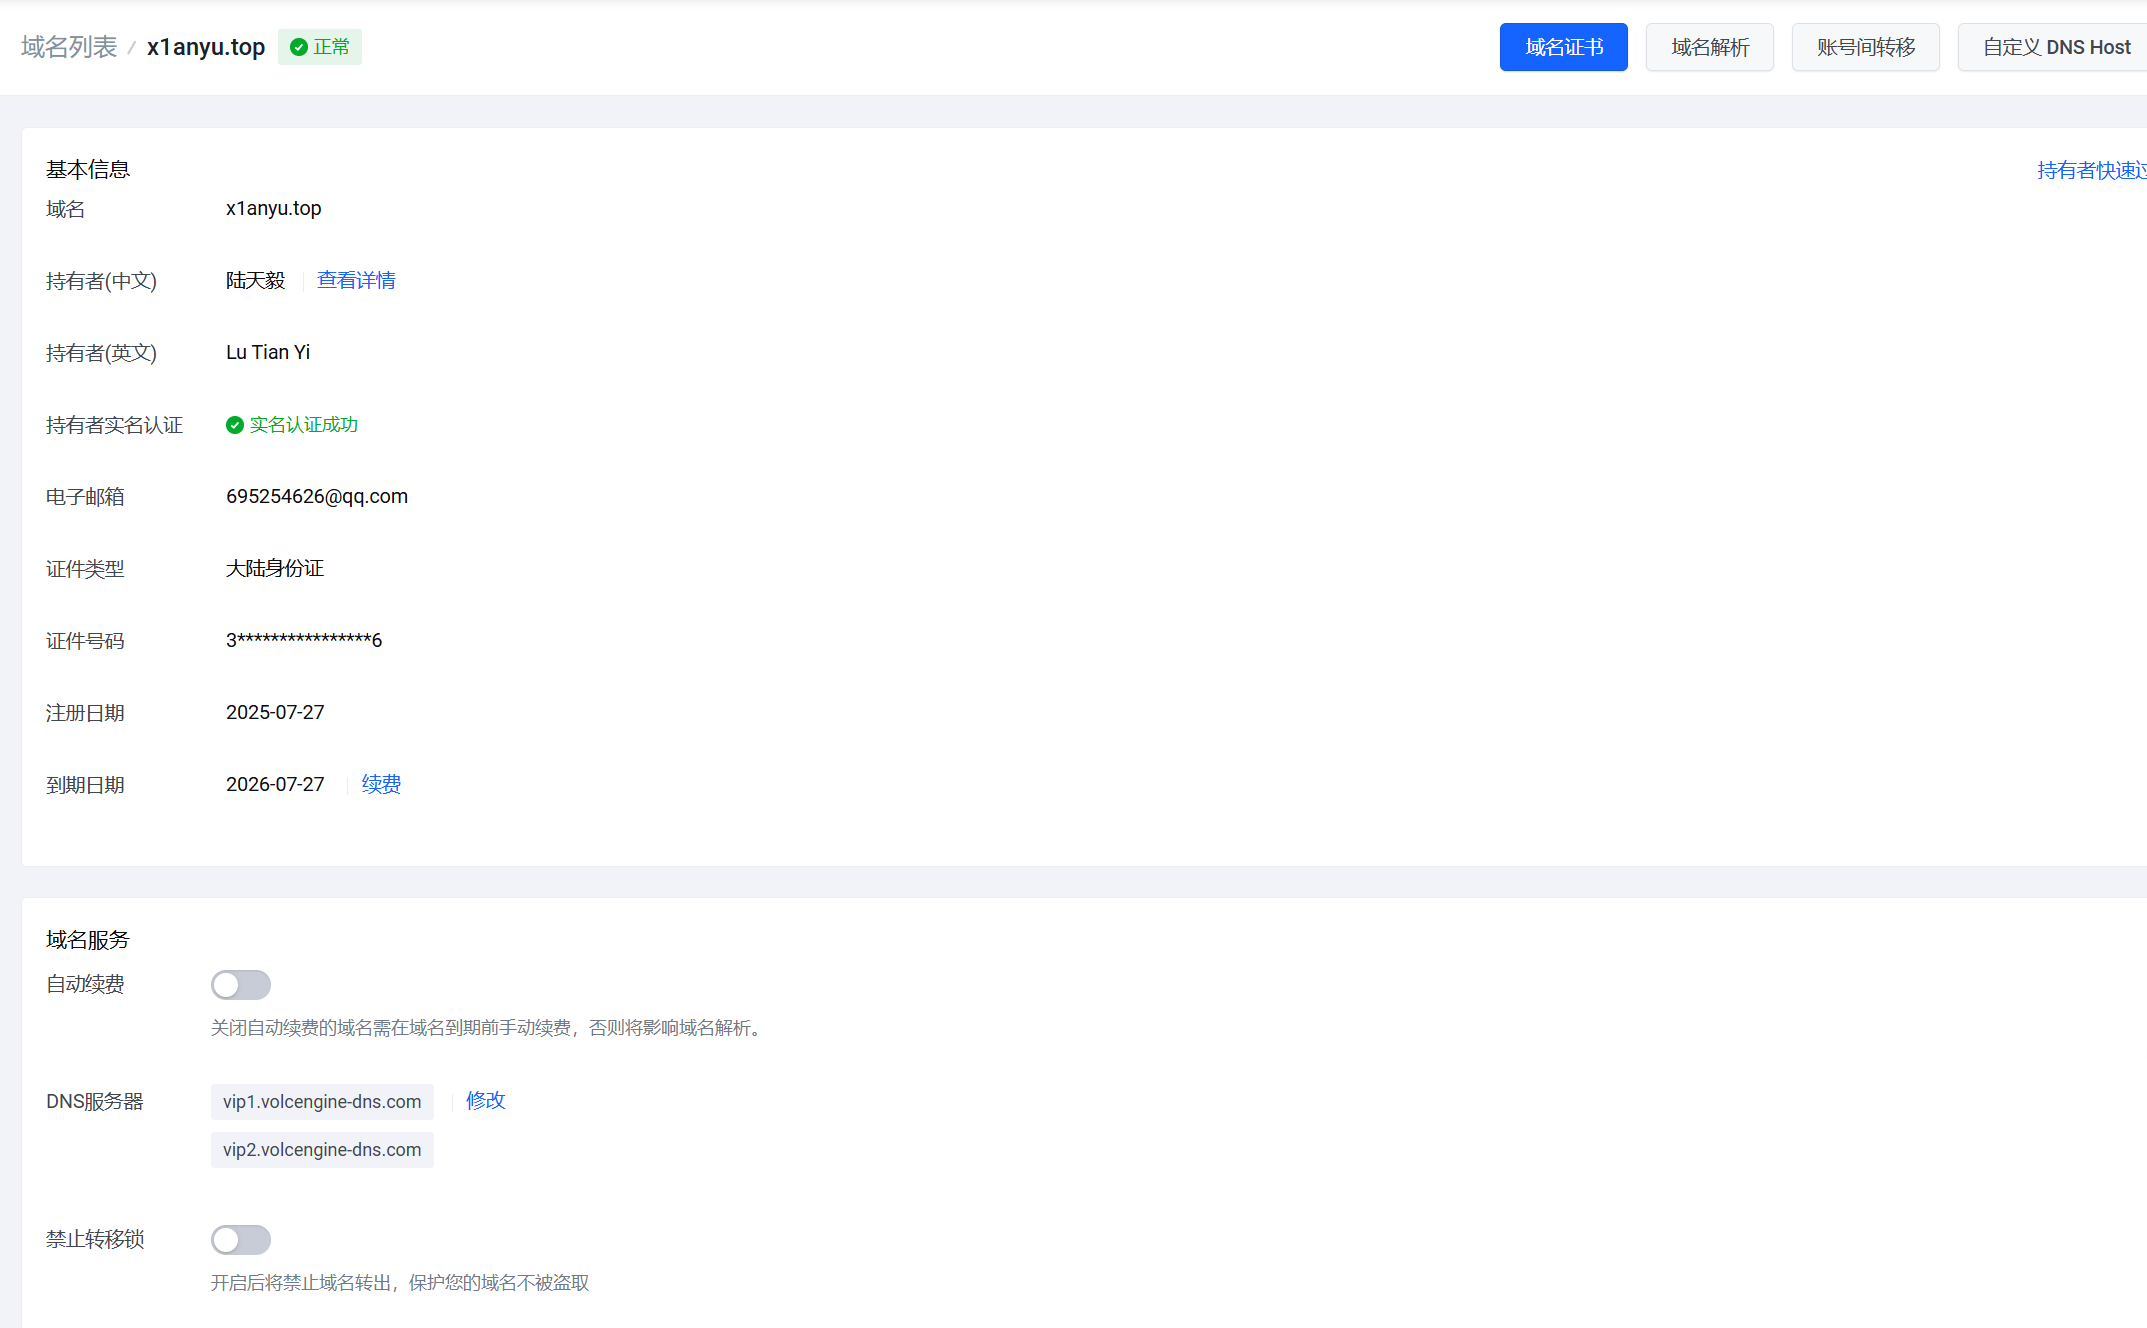 域名列表 / x1anyu.top 正常 域名证书 域名解析 账号间转移 自定义 DNS Host
基本信息 持有者快速过
域名 x1anyu.top
持有者(中文) 陆天毅 查看详情
持有者(英文) Lu Tian Yi
持有者实名认证 实名认证成功
电子邮箱 695254626@qq.com
证件类型 大陆身份证
证件号码 3****************6
注册日期 2025-07-27
到期日期 2026-07-27 续费
域名服务
自动续费
关闭自动续费的域名需在域名到期前手动续费，否则将影响域名解析。
DNS服务器 vip1.volcengine-dns.com 修改
vip2.volcengine-dns.com
禁止转移锁
开启后将禁止域名转出，保护您的域名不被盗取